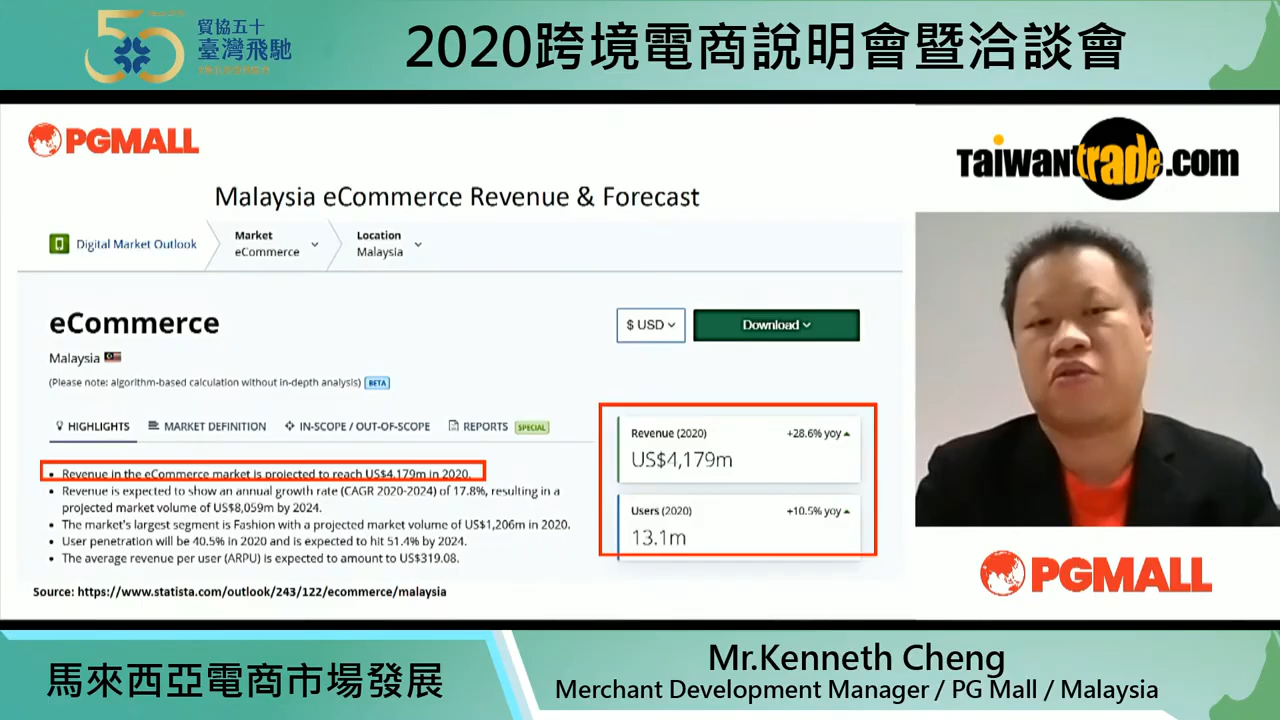 50
貿協五十
臺灣飛馳
2020跨境電商說明會暨洽談會
PGMALL
Malaysia eCommerce Revenue & Forecast
Digital Market Outlook
Market
eCommerce
Location
Malaysia
eCommerce
Malaysia
(Please note: algorithm-based calculation without in-depth analysis) BETA
$ USD
Download
HIGHLIGHTS
MARKET DEFINITION
IN-SCOPE / OUT-OF-SCOPE
REPORTS SPECIAL
• Revenue in the eCommerce market is projected to reach US$4,179m in 2020.
• Revenue is expected to show an annual growth rate (CAGR 2020-2024) of 17.8%, resulting in a
projected market volume of US$8,059m by 2024.
• The market's largest segment is Fashion with a projected market volume of US$1,206m in 2020.
• User penetration will be 40.5% in 2020 and is expected to hit 51.4% by 2024.
• The average revenue per user (ARPU) is expected to amount to US$319.08.
Revenue (2020) +28.6% yoy
US$4,179m
Users (2020) +10.5% yoy
13.1m
Source: https://www.statista.com/outlook/243/122/ecommerce/malaysia
Taiwantrade.com
PGMALL
馬來西亞電商市場發展
Mr.Kenneth Cheng
Merchant Development Manager / PG Mall / Malaysia